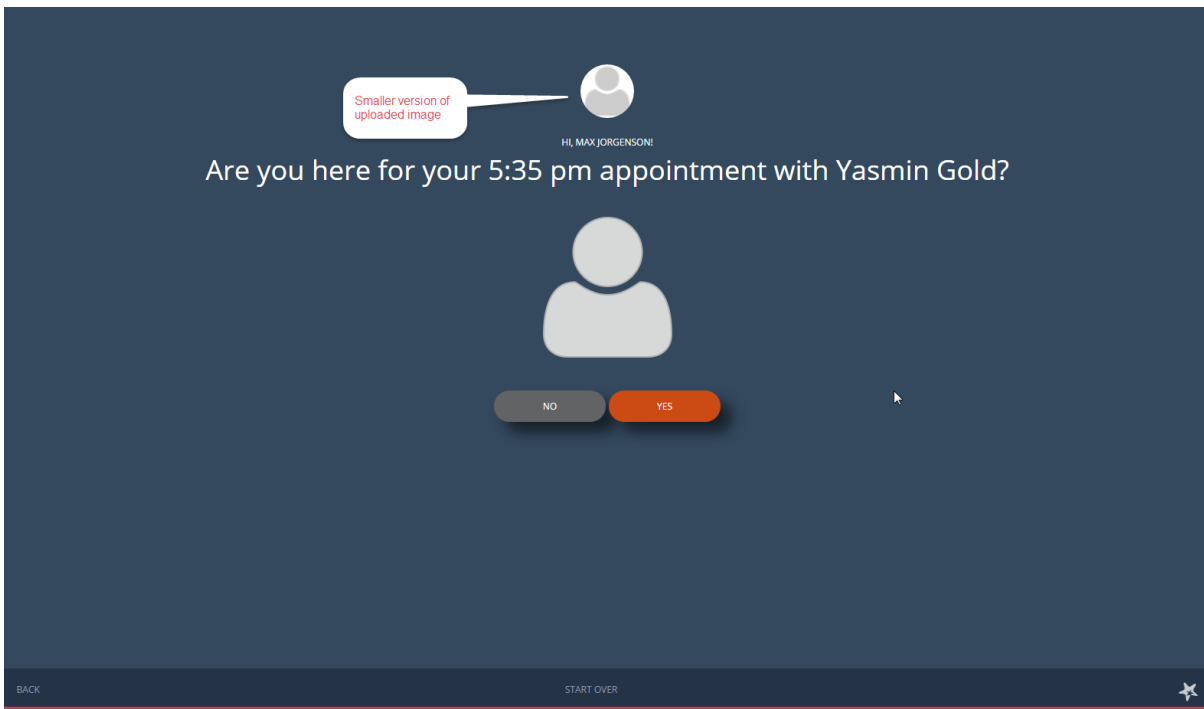 Smaller version of
uploaded image
HI, MAX JORGENSON!
Are you here for your 5:35 pm appointment with Yasmin Gold?
NO
YES
BACK
START OVER